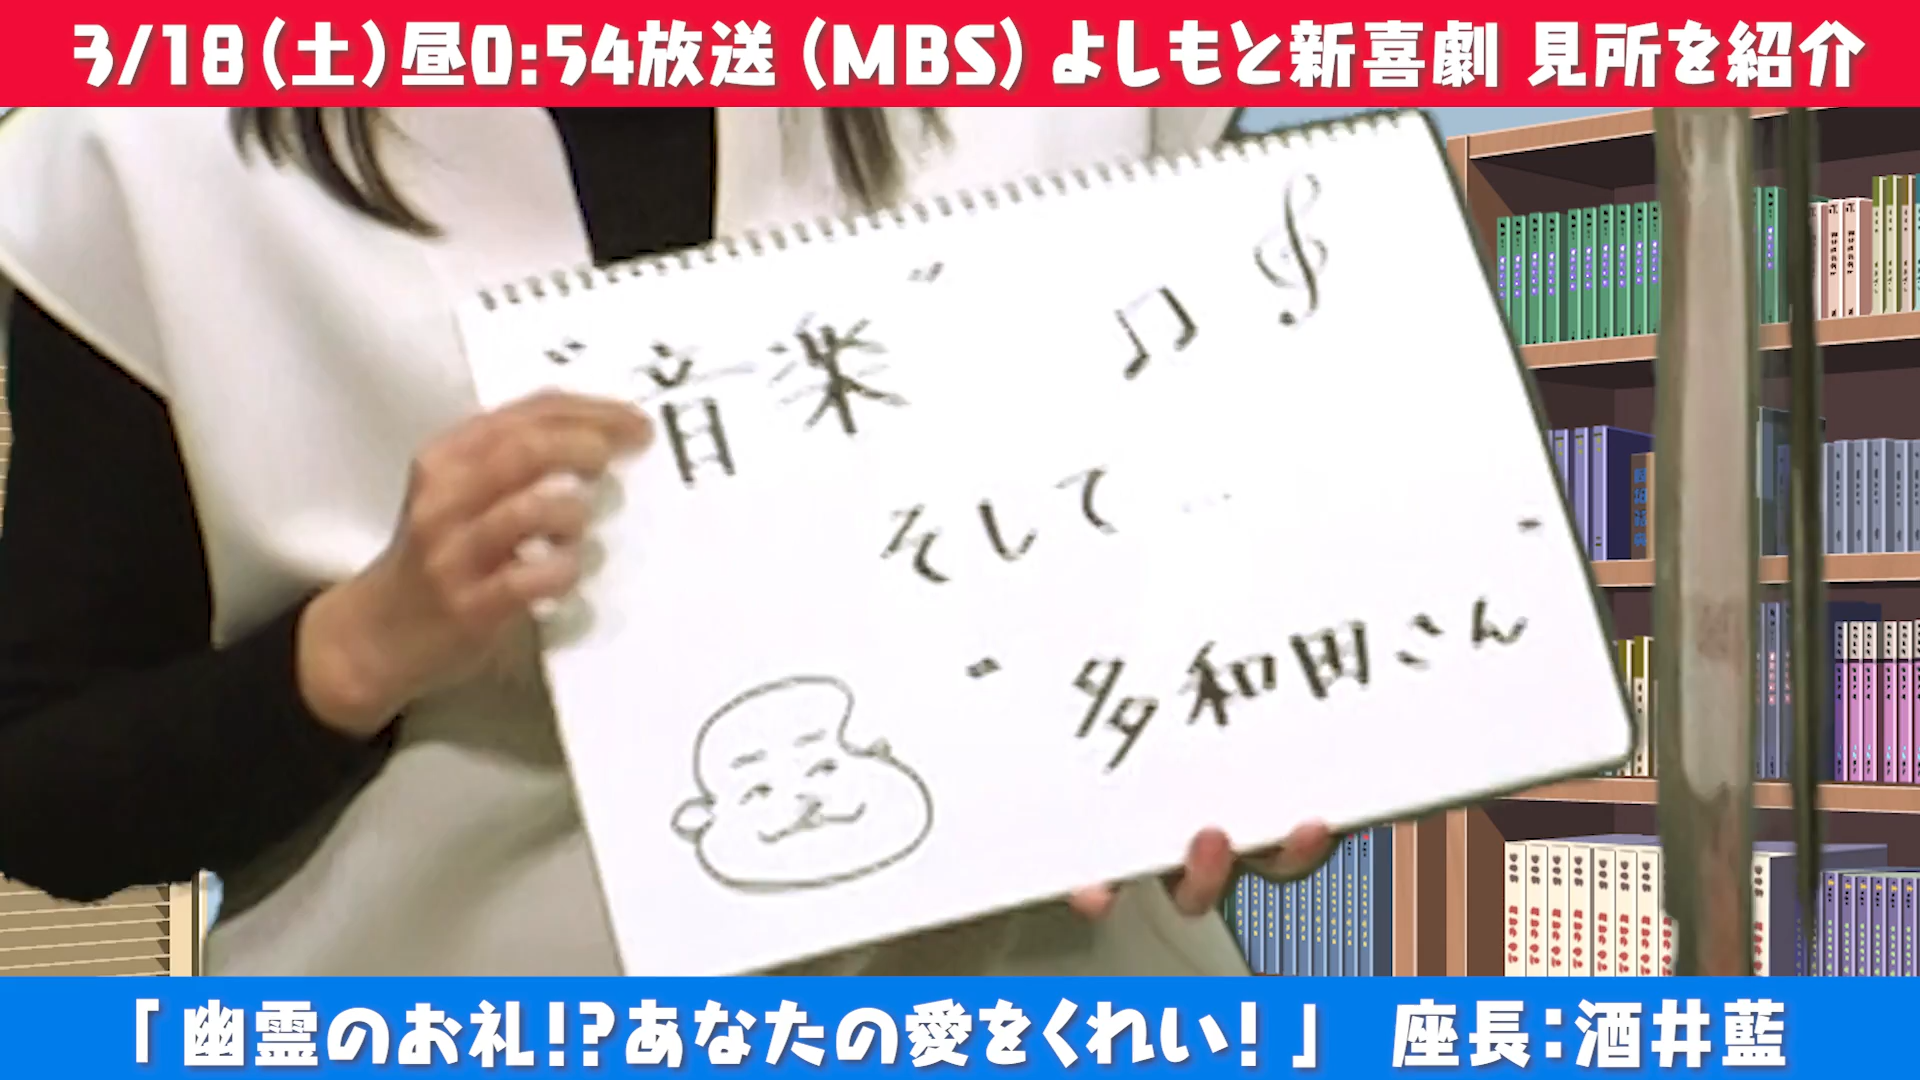 3/18(土)昼0:54放送(MBS)よしもと新喜劇 見所を紹介
"音楽"
そして…
"多和田さん"
「幽霊のお礼!?あなたの愛をくれい!」 座長:酒井藍